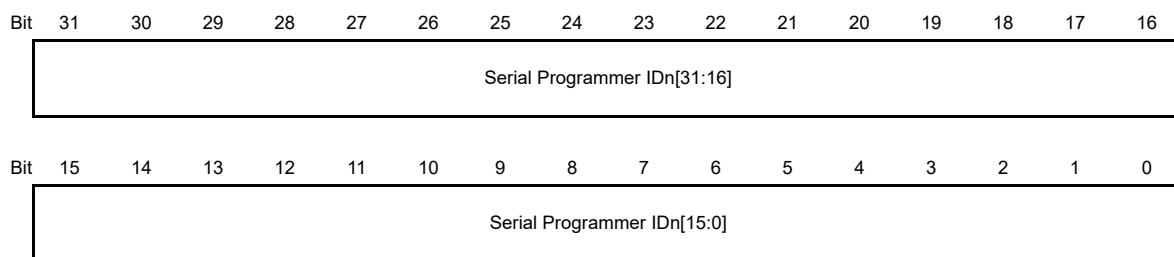 Bit 31 30 29 28 27 26 25 24 23 22 21 20 19 18 17 16
Serial Programmer IDn[31:16]
Bit 15 14 13 12 11 10 9 8 7 6 5 4 3 2 1 0
Serial Programmer IDn[15:0]